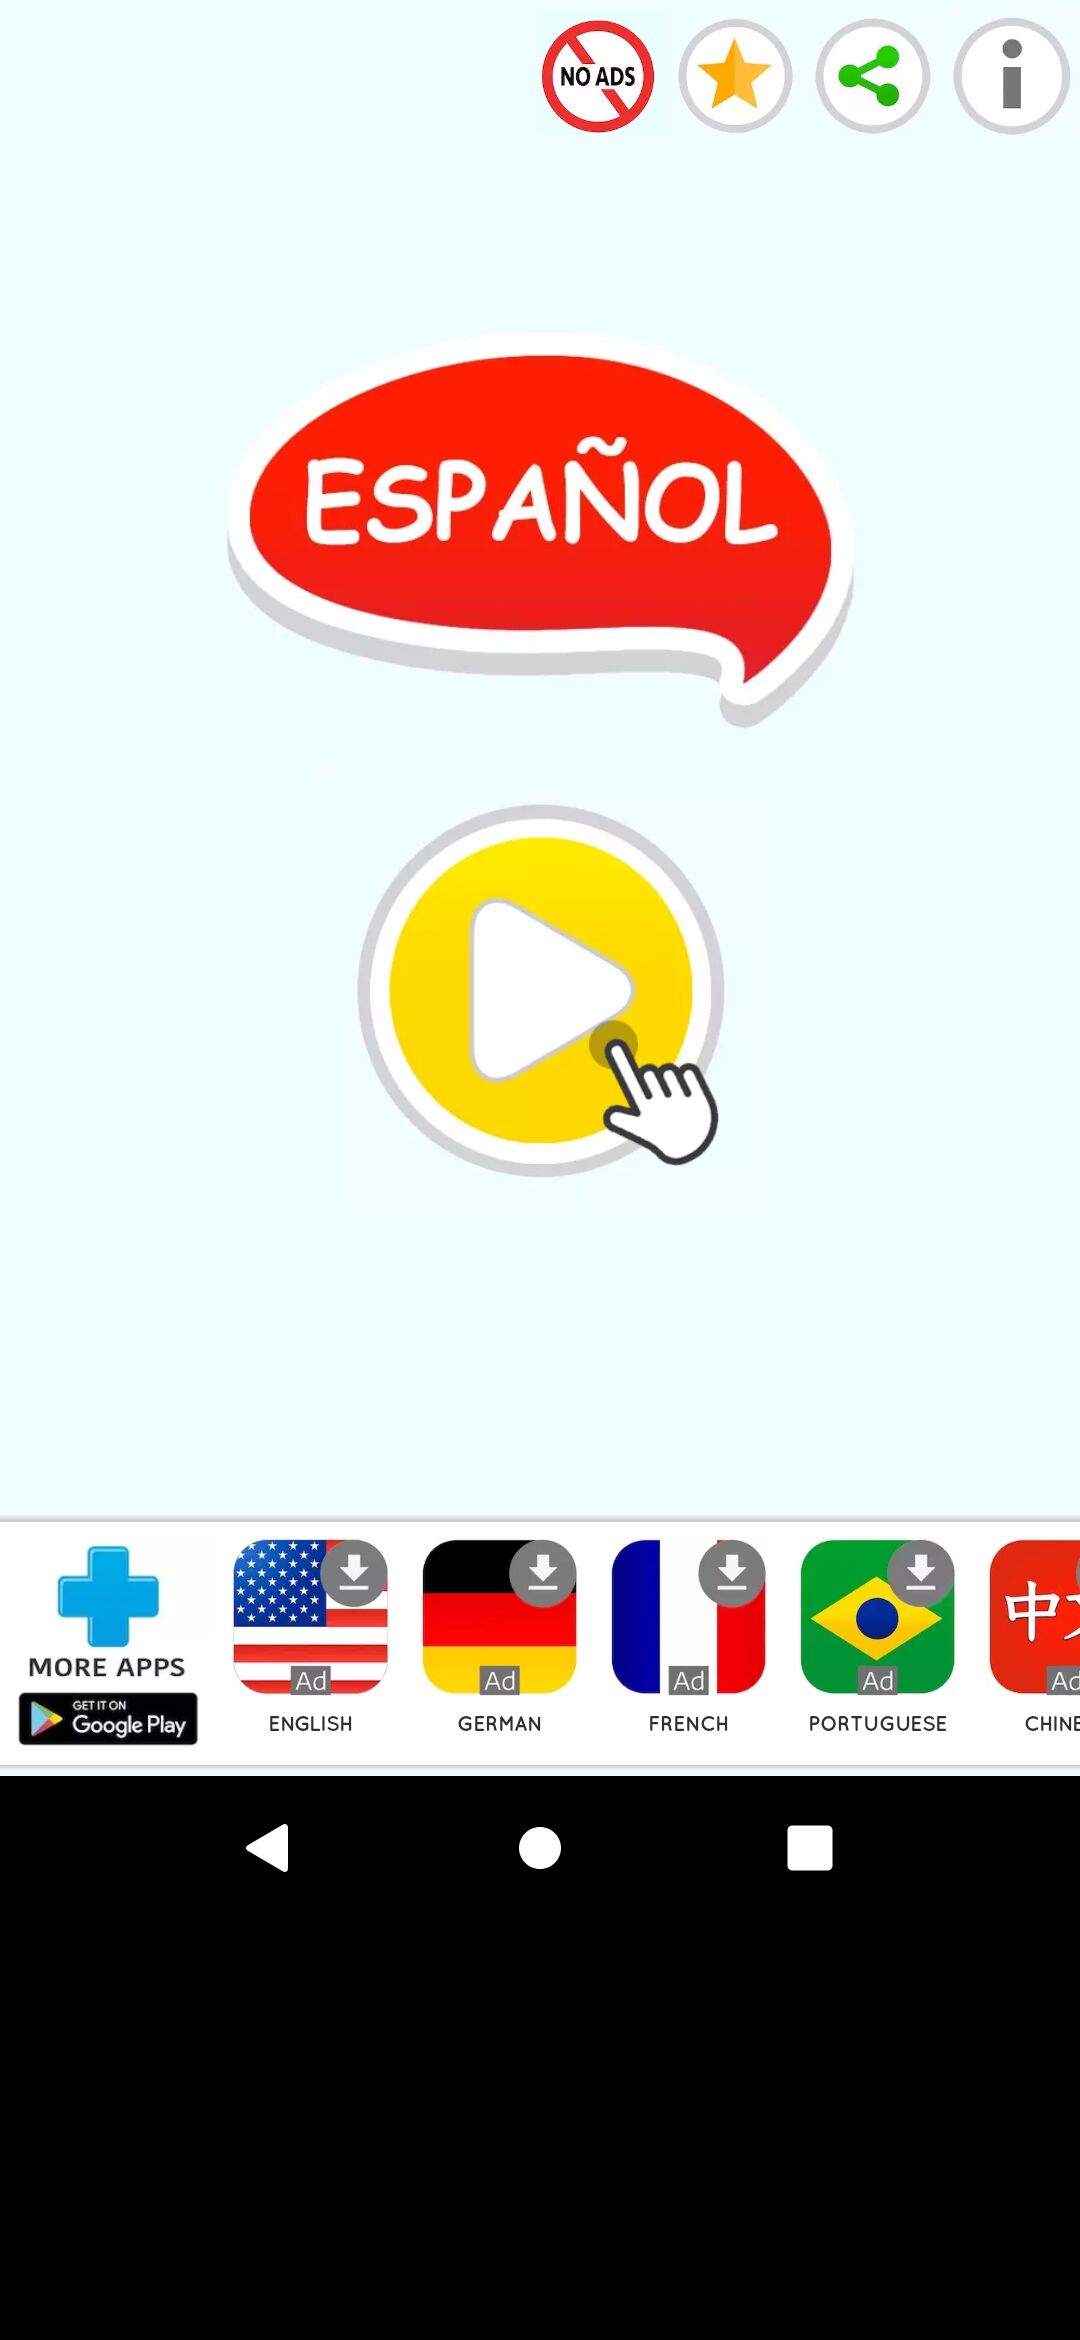 NO ADS
ESPAÑOL
MORE APPS
GET IT ON
Google Play
Ad
ENGLISH
Ad
GERMAN
Ad
FRENCH
Ad
PORTUGUESE
中
Ad
CHINE